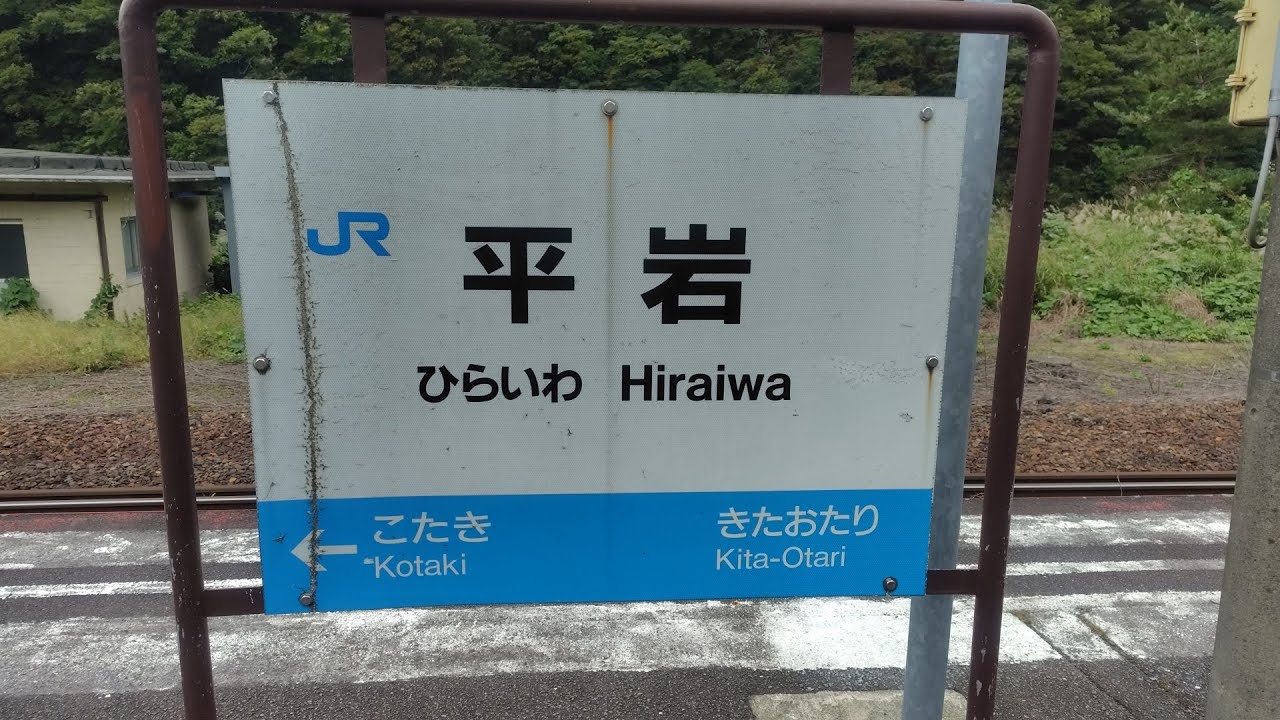 JR
平岩
ひらいわ Hiraiwa
← こたき きたおたり
Kotaki Kita-Otari